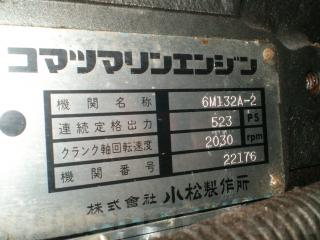 コマツマリンエンジン
機関名称 6M132A-2
連続定格出力 523 PS
クランク軸回転速度 2030 rpm
機関番号 22176
株式會社 小松製作所